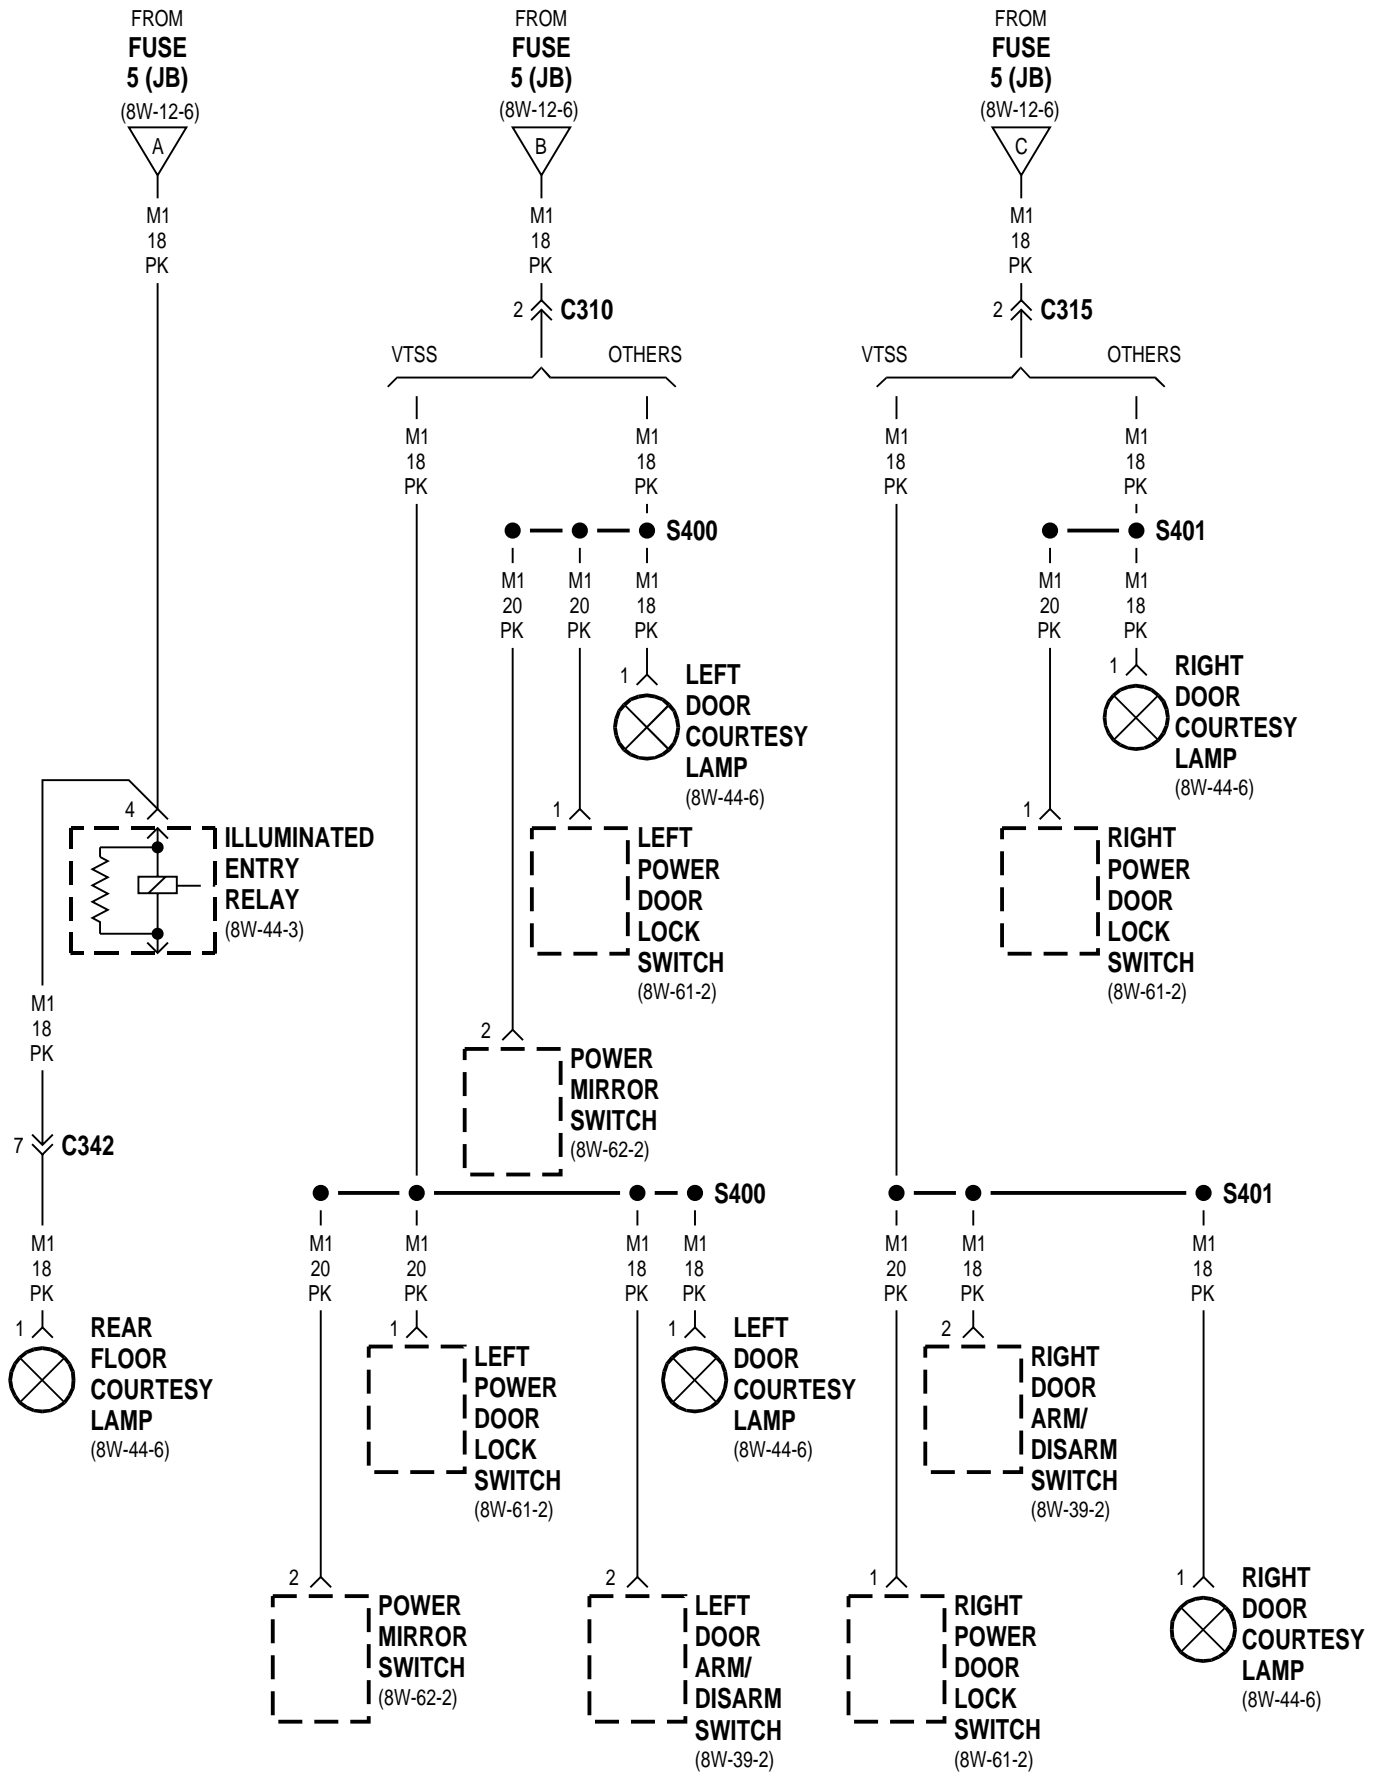 FROM
FUSE
5 (JB)
(8W-12-6)
A
M1
18
PK
FROM
FUSE
5 (JB)
(8W-12-6)
B
M1
18
PK
2
C310
FROM
FUSE
5 (JB)
(8W-12-6)
C
M1
18
PK
2
C315
VTSS
OTHERS
VTSS
OTHERS
M1
18
PK
M1
18
PK
M1
18
PK
M1
18
PK
S400
S401
M1
20
PK
M1
20
PK
M1
18
PK
M1
20
PK
M1
18
PK
1
LEFT
DOOR
COURTESY
LAMP
(8W-44-6)
1
RIGHT
DOOR
COURTESY
LAMP
(8W-44-6)
4
ILLUMINATED
ENTRY
RELAY
(8W-44-3)
1
LEFT
POWER
DOOR
LOCK
SWITCH
(8W-61-2)
1
RIGHT
POWER
DOOR
LOCK
SWITCH
(8W-61-2)
M1
18
PK
2
POWER
MIRROR
SWITCH
(8W-62-2)
7
C342
S400
S401
M1
18
PK
M1
20
PK
M1
20
PK
M1
18
PK
M1
18
PK
M1
20
PK
M1
18
PK
M1
18
PK
1
REAR
FLOOR
COURTESY
LAMP
(8W-44-6)
1
LEFT
POWER
DOOR
LOCK
SWITCH
(8W-61-2)
1
LEFT
DOOR
COURTESY
LAMP
(8W-44-6)
2
RIGHT
DOOR
ARM/
DISARM
SWITCH
(8W-39-2)
2
POWER
MIRROR
SWITCH
(8W-62-2)
2
LEFT
DOOR
ARM/
DISARM
SWITCH
(8W-39-2)
1
RIGHT
POWER
DOOR
LOCK
SWITCH
(8W-61-2)
1
RIGHT
DOOR
COURTESY
LAMP
(8W-44-6)